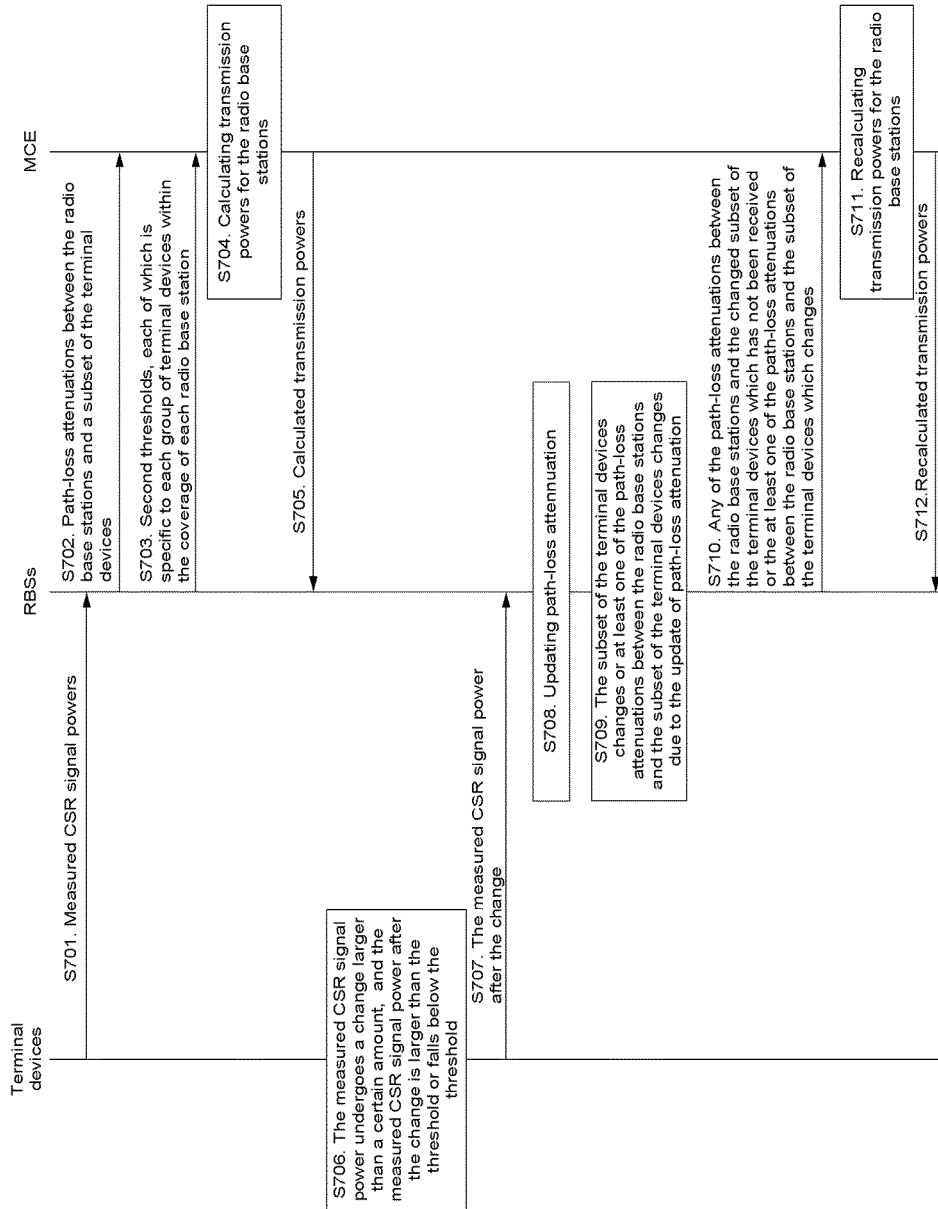 Terminal
devices
RBSs
MCE
S701. Measured CSR signal powers
S702. Path-loss attenuations between the radio
base stations and a subset of the terminal
devices
S703. Second thresholds, each of which is
specific to each group of terminal devices within
the coverage of each radio base station
S704. Calculating transmission
powers for the radio base
stations
S705. Calculated transmission powers
S706. The measured CSR signal
power undergoes a change larger
than a certain amount, and the
measured CSR signal power after
the change is larger than the
threshold or falls below the
threshold
S707. The measured CSR signal power
after the change
S708. Updating path-loss attennuation
S709. The subset of the terminal devices
changes or at least one of the path-loss
attenuations between the radio base stations
and the subset of the terminal devices changes
due to the update of path-loss attenuation
S710. Any of the path-loss attenuations between
the radio base stations and the changed subset of
the terminal devices which has not been received
or the at least one of the path-loss attenuations
between the radio base stations and the subset of
the terminal devices which changes
S711. Recalculating
transmission powers for the radio
base stations
S712.Recalculated transmission powers